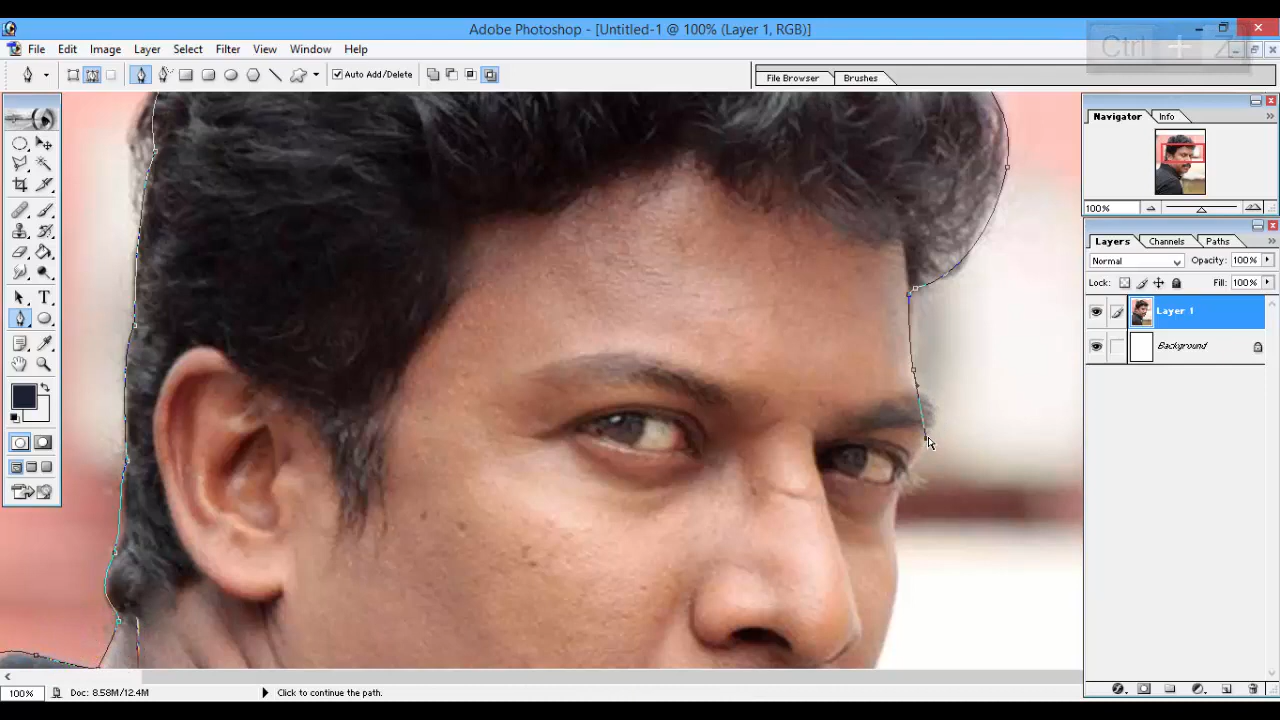 Adobe Photoshop - [Untitled-1 @ 100% (Layer 1, RGB)]
Ctrl + Z
File Edit Image Layer Select Filter View Window Help
Auto Add/Delete
File Browser Brushes
Navigator Info
100%
Layers Channels Paths
Normal Opacity: 100%
Lock: Fill: 100%
Layer 1
Background
100% Doc: 8.58M/12.4M Click to continue the path.